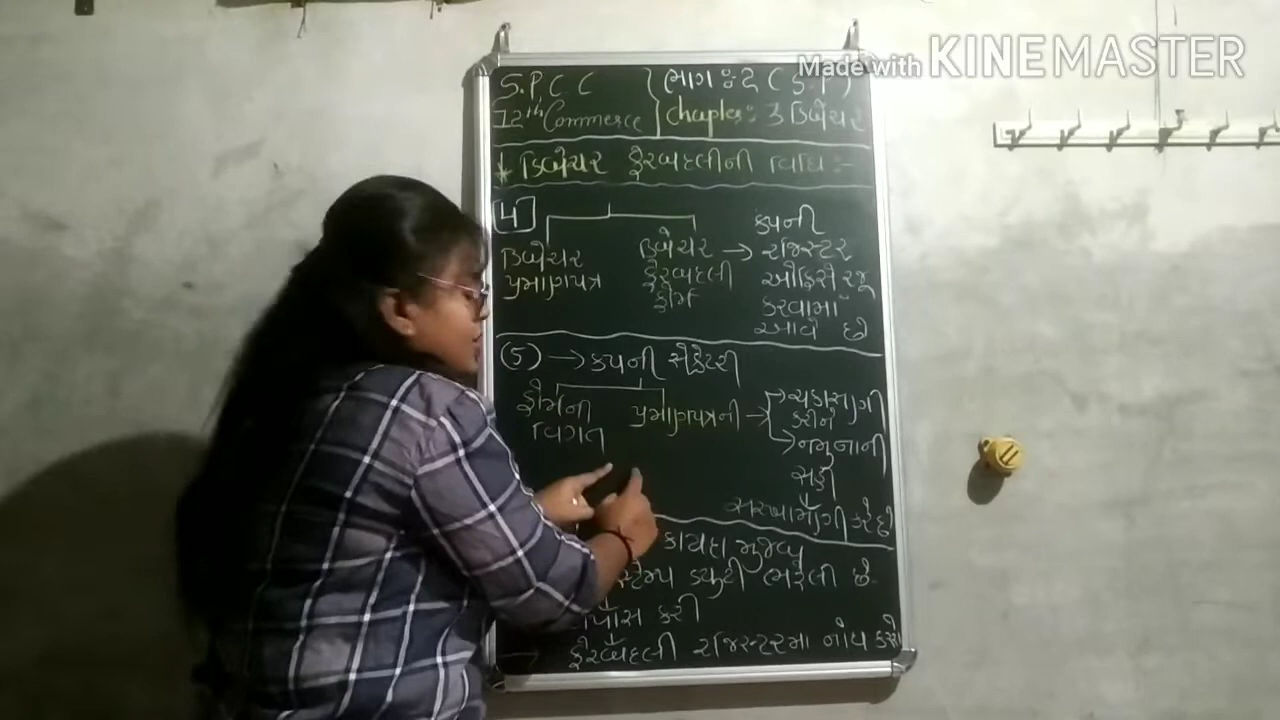 Made with KINEMASTER
S.P.C.C
12th Commerce
ભાગ : 2 ( S.P )
Chapter : 3 ડિબેચર
* ડિબેચર ફેરબદલીની વિધિ :-
4
ડિબેચર
પ્રમાણપત્ર
ડિબેચર →
ફેરબદલી
ફોર્મ
કંપની
રજિસ્ટર
ઓફિસે રજૂ
કરવામાં
આવે છે
(5) → કંપની સેક્રેટરી
ફોર્મની
વિગત
પ્રમાણપત્રની
→ ચકાસણી
કરીને
→ નમુનાની
સહી
સરખામણી કરે છે
કાયદા મુજબ
સ્ટેમ્પ ડ્યુટી ભરેલી છે
કરી
→ ફેરબદલી રજિસ્ટરમા નોંધ કરશે